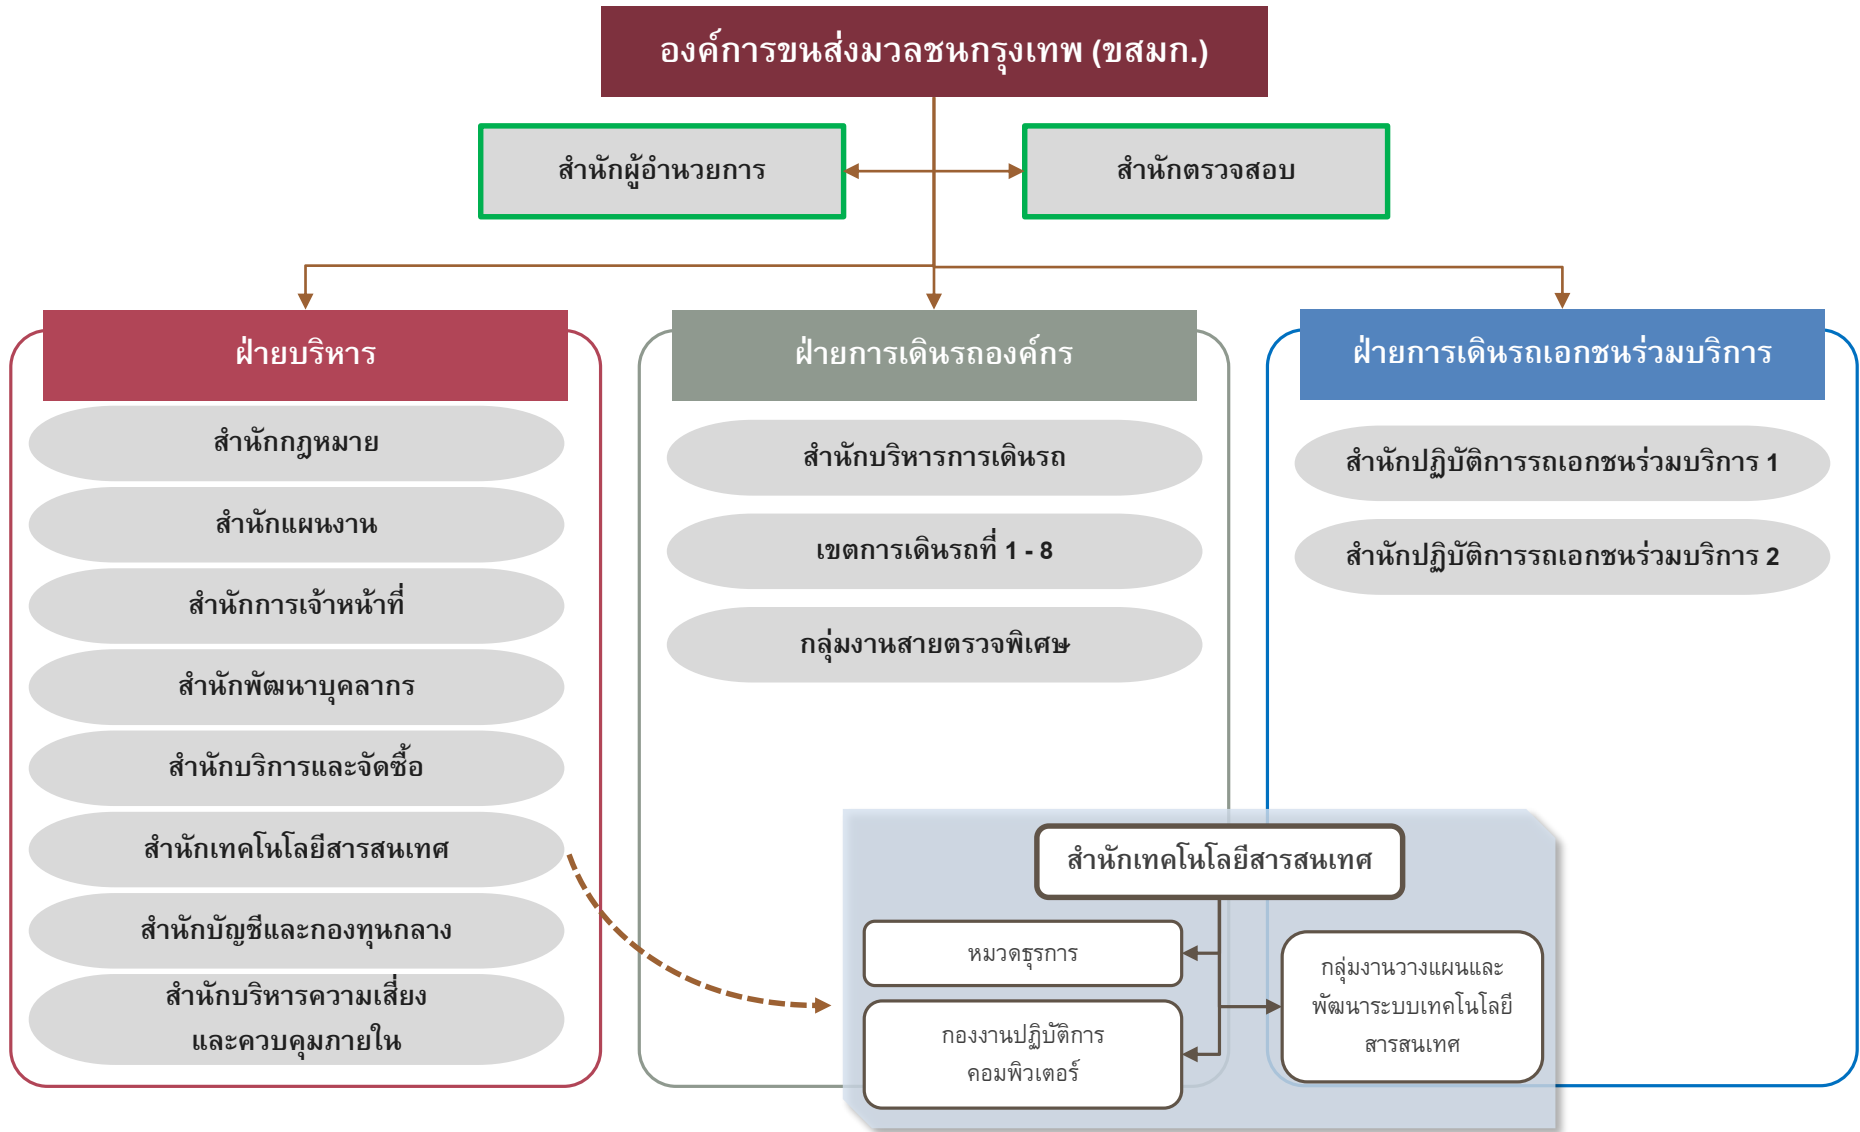 องค์การขนส่งมวลชนกรุงเทพ (ขสมก.)
สำนักผู้อำนวยการ
สำนักตรวจสอบ
ฝ่ายบริหาร
สำนักกฎหมาย
สำนักแผนงาน
สำนักการเจ้าหน้าที่
สำนักพัฒนาบุคลากร
สำนักบริการและจัดซื้อ
สำนักเทคโนโลยีสารสนเทศ
สำนักบัญชีและกองทุนกลาง
สำนักบริหารความเสี่ยง
และควบคุมภายใน
ฝ่ายการเดินรถองค์กร
สำนักบริหารการเดินรถ
เขตการเดินรถที่ 1 - 8
กลุ่มงานสายตรวจพิเศษ
ฝ่ายการเดินรถเอกชนร่วมบริการ
สำนักปฏิบัติการรถเอกชนร่วมบริการ 1
สำนักปฏิบัติการรถเอกชนร่วมบริการ 2
สำนักเทคโนโลยีสารสนเทศ
หมวดธุรการ
กองงานปฏิบัติการ
คอมพิวเตอร์
กลุ่มงานวางแผนและ
พัฒนาระบบเทคโนโลยี
สารสนเทศ